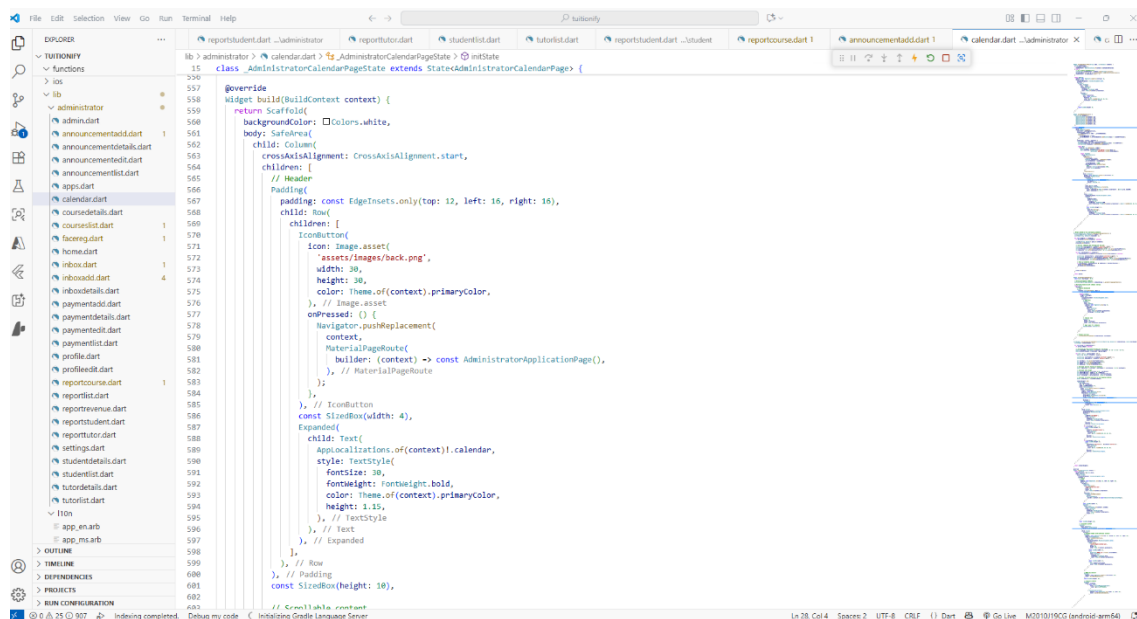 File Edit Selection View Go Run Terminal Help
tuitionify
EXPLORER
reportstudent.dart ...\administrator
reporttutor.dart
studentlist.dart
tutorlist.dart
reportstudent.dart ...\student
reportcourse.dart 1
announcementadd.dart 1
calendar.dart ...\administrator
lib > administrator > calendar.dart > _AdministratorCalendarPageState > initState
TUITIONIFY
functions
ios
lib
administrator
admin.dart
announcementadd.dart 1
announcementdetails.dart
announcementedit.dart
announcementlist.dart
apps.dart
calendar.dart
coursedetails.dart
courseslist.dart 1
facereg.dart 1
home.dart
inbox.dart 1
inboxadd.dart 4
inboxdetails.dart
paymentadd.dart
paymentdetails.dart
paymentedit.dart
paymentlist.dart
profile.dart
profileedit.dart
reportcourse.dart 1
reportlist.dart
reportrevenue.dart
reportstudent.dart
reporttutor.dart
settings.dart
studentdetails.dart
studentlist.dart
tutordetails.dart
tutorlist.dart
l10n
app_en.arb
app_ms.arb
OUTLINE
TIMELINE
DEPENDENCIES
PROJECTS
RUN CONFIGURATION
15 class _AdministratorCalendarPageState extends State<AdministratorCalendarPage> {
556
557 @override
558 Widget build(BuildContext context) {
559 return Scaffold(
560 backgroundColor: Colors.white,
561 body: SafeArea(
562 child: Column(
563 crossAxisAlignment: CrossAxisAlignment.start,
564 children: [
565 // Header
566 Padding(
567 padding: const EdgeInsets.only(top: 12, left: 16, right: 16),
568 child: Row(
569 children: [
570 IconButton(
571 icon: Image.asset(
572 'assets/images/back.png',
573 width: 30,
574 height: 30,
575 color: Theme.of(context).primaryColor,
576 ), // Image.asset
577 onPressed: () {
578 Navigator.pushReplacement(
579 context,
580 MaterialPageRoute(
581 builder: (context) => const AdministratorApplicationPage(),
582 ), // MaterialPageRoute
583 );
584 },
585 ), // IconButton
586 const SizedBox(width: 4),
587 Expanded(
588 child: Text(
589 AppLocalizations.of(context)!.calendar,
590 style: TextStyle(
591 fontSize: 30,
592 fontWeight: FontWeight.bold,
593 color: Theme.of(context).primaryColor,
594 height: 1.15,
595 ), // TextStyle
596 ), // Text
597 ), // Expanded
598 ],
599 ), // Row
600 ), // Padding
601 const SizedBox(height: 10),
602
603 // Scrollable content
0 25 907 Indexing completed. Debug my code Initializing Gradle Language Server
Ln 28, Col 4 Spaces: 2 UTF-8 CRLF {} Dart Go Live M2010J19CG (android-arm64)